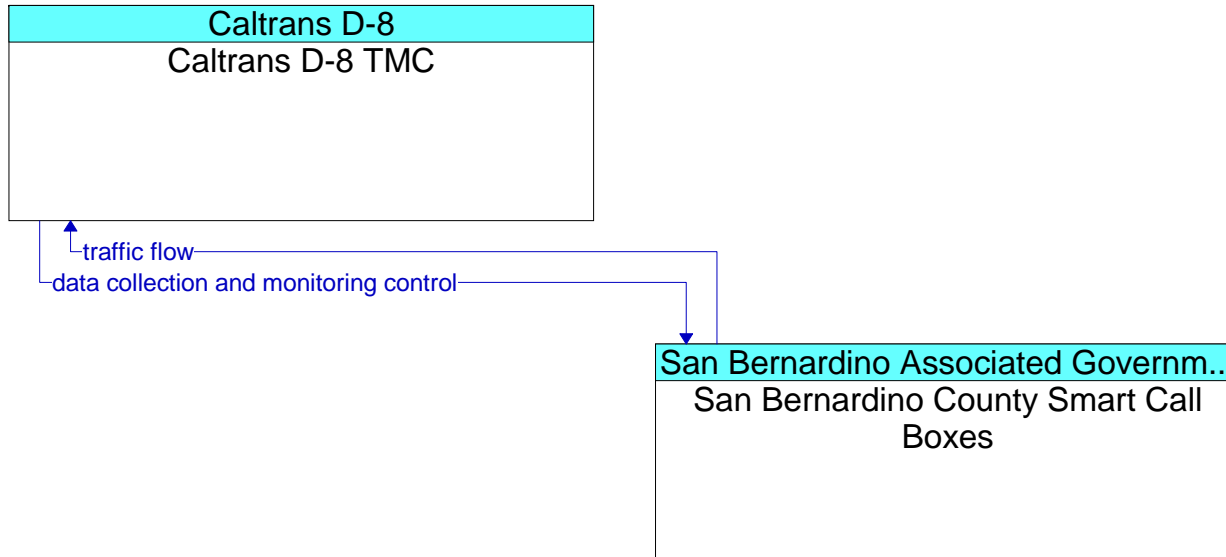 Caltrans D-8
Caltrans D-8 TMC
traffic flow
data collection and monitoring control
San Bernardino Associated Governm..
San Bernardino County Smart Call
Boxes